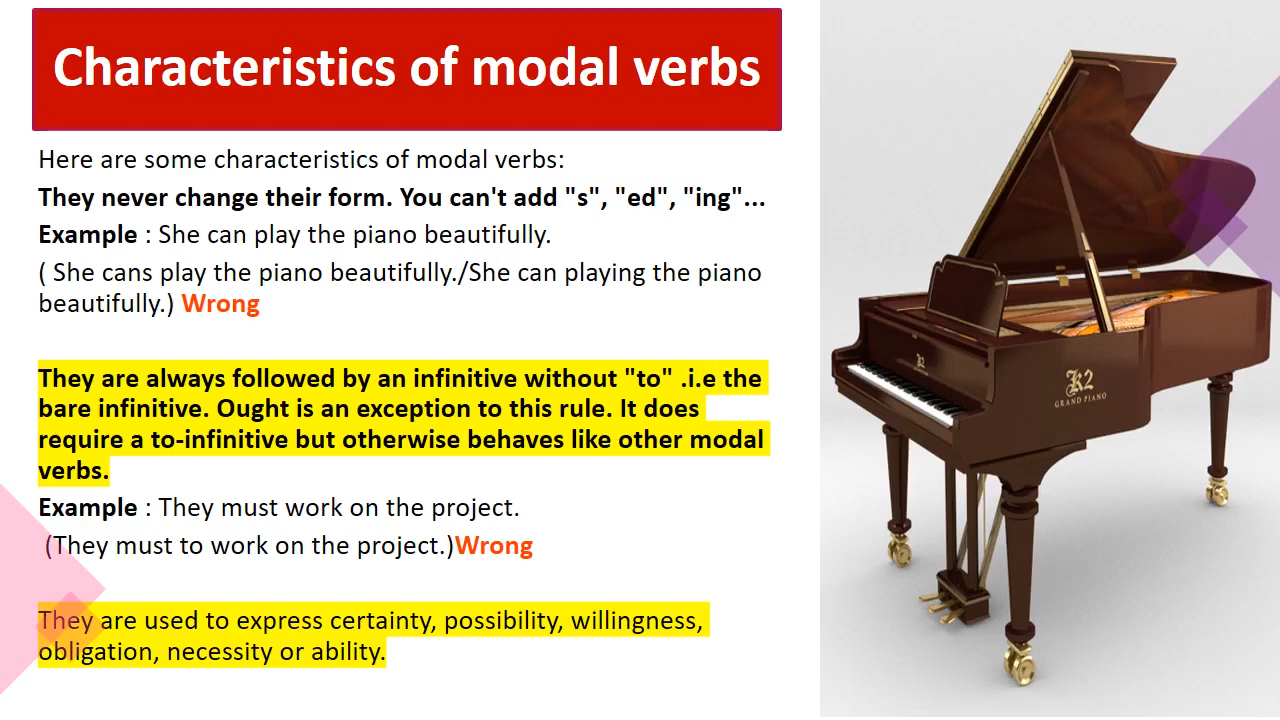 Characteristics of modal verbs
Here are some characteristics of modal verbs:
They never change their form. You can't add "s", "ed", "ing"...
Example : She can play the piano beautifully.
( She cans play the piano beautifully./She can playing the piano
beautifully.) Wrong
They are always followed by an infinitive without "to" .i.e the
bare infinitive. Ought is an exception to this rule. It does
require a to-infinitive but otherwise behaves like other modal
verbs.
Example : They must work on the project.
(They must to work on the project.)Wrong
They are used to express certainty, possibility, willingness,
obligation, necessity or ability.
K2
K2
GRAND PIANO